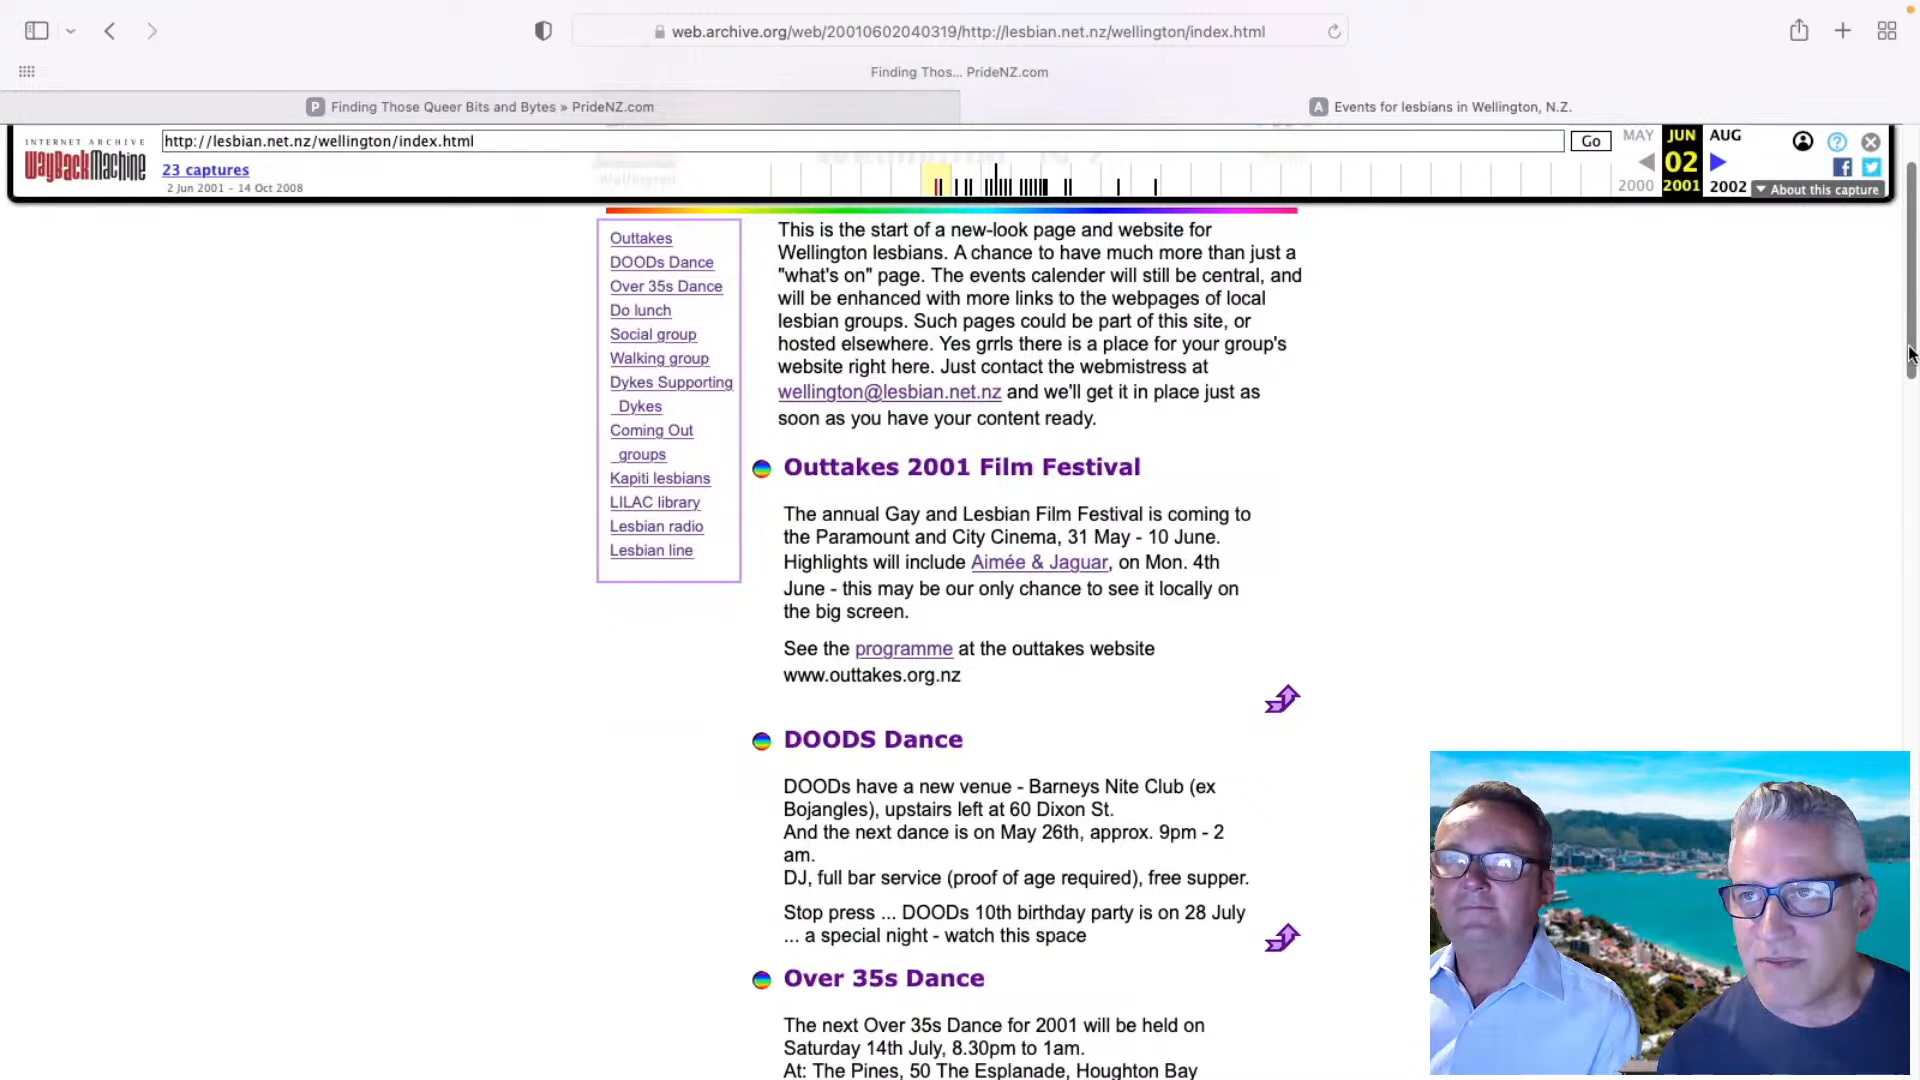 web.archive.org/web/20010602040319/http://lesbian.net.nz/wellington/index.html
Finding Thos... PrideNZ.com
P Finding Those Queer Bits and Bytes » PrideNZ.com
A Events for lesbians in Wellington, N.Z.
INTERNET ARCHIVE
WayBackMachine
http://lesbian.net.nz/wellington/index.html
Go
23 captures
2 Jun 2001 – 14 Oct 2008
MAY JUN AUG
02
2000 2001 2002
About this capture
Outtakes
DOODs Dance
Over 35s Dance
Do lunch
Social group
Walking group
Dykes Supporting
Dykes
Coming Out
groups
Kapiti lesbians
LILAC library
Lesbian radio
Lesbian line
This is the start of a new-look page and website for
Wellington lesbians. A chance to have much more than just a
"what's on" page. The events calender will still be central, and
will be enhanced with more links to the webpages of local
lesbian groups. Such pages could be part of this site, or
hosted elsewhere. Yes grrls there is a place for your group's
website right here. Just contact the webmistress at
wellington@lesbian.net.nz and we'll get it in place just as
soon as you have your content ready.
Outtakes 2001 Film Festival
The annual Gay and Lesbian Film Festival is coming to
the Paramount and City Cinema, 31 May - 10 June.
Highlights will include Aimée & Jaguar, on Mon. 4th
June - this may be our only chance to see it locally on
the big screen.
See the programme at the outtakes website
www.outtakes.org.nz
DOODS Dance
DOODs have a new venue - Barneys Nite Club (ex
Bojangles), upstairs left at 60 Dixon St.
And the next dance is on May 26th, approx. 9pm - 2
am.
DJ, full bar service (proof of age required), free supper.
Stop press ... DOODs 10th birthday party is on 28 July
... a special night - watch this space
Over 35s Dance
The next Over 35s Dance for 2001 will be held on
Saturday 14th July, 8.30pm to 1am.
At: The Pines, 50 The Esplanade, Houghton Bay